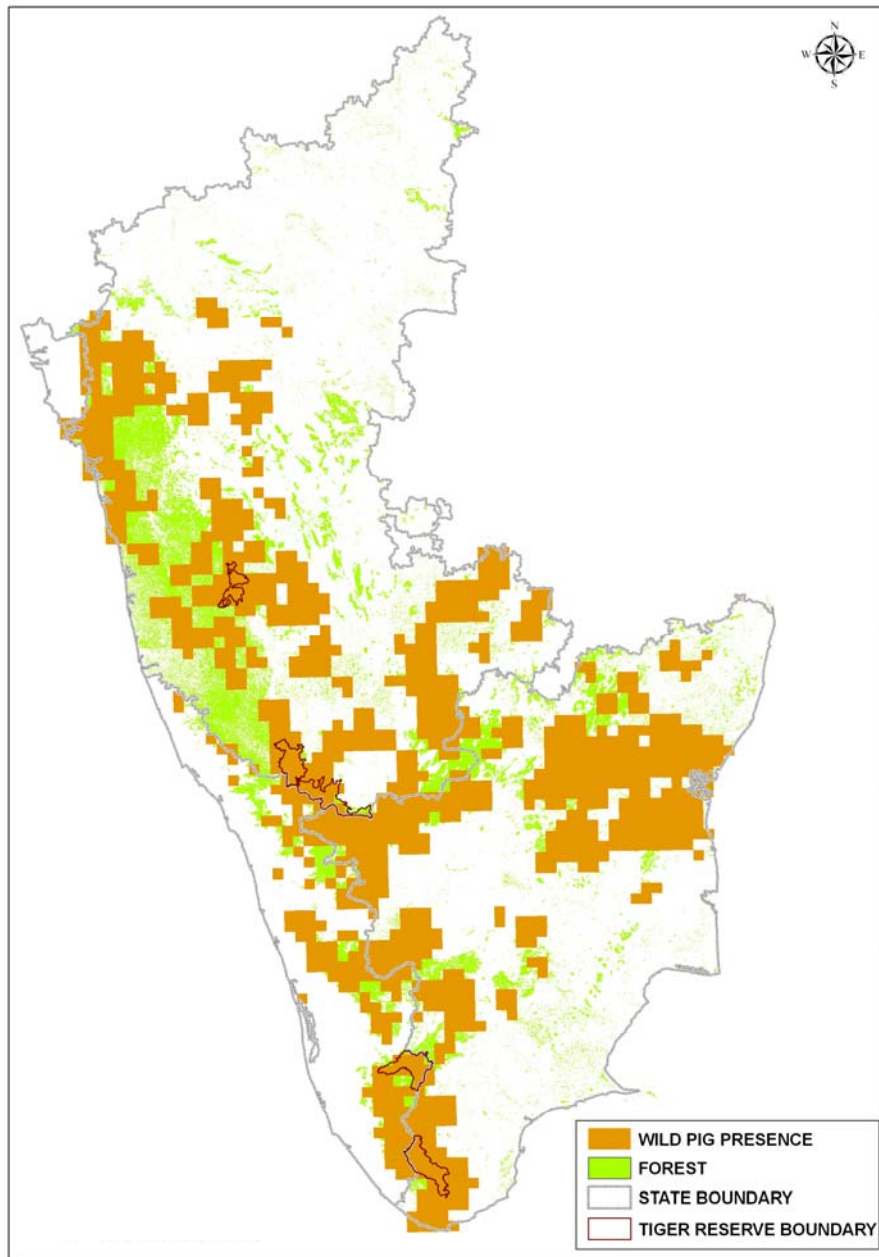 N
W E
S
WILD PIG PRESENCE
FOREST
STATE BOUNDARY
TIGER RESERVE BOUNDARY